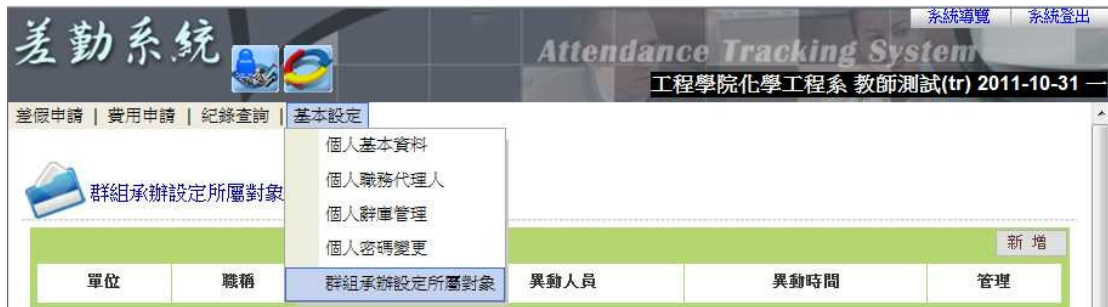 系統導覽 系統登出
差勤系統
Attendance Tracking System
工程學院化學工程系 教師測試(tr) 2011-10-31 一
差假申請 | 費用申請 | 紀錄查詢 | 基本設定
個人基本資料
個人職務代理人
個人辭庫管理
個人密碼變更
群組承辦設定所屬對象
群組承辦設定所屬對象
新 增
單位 職稱 異動人員 異動時間 管理